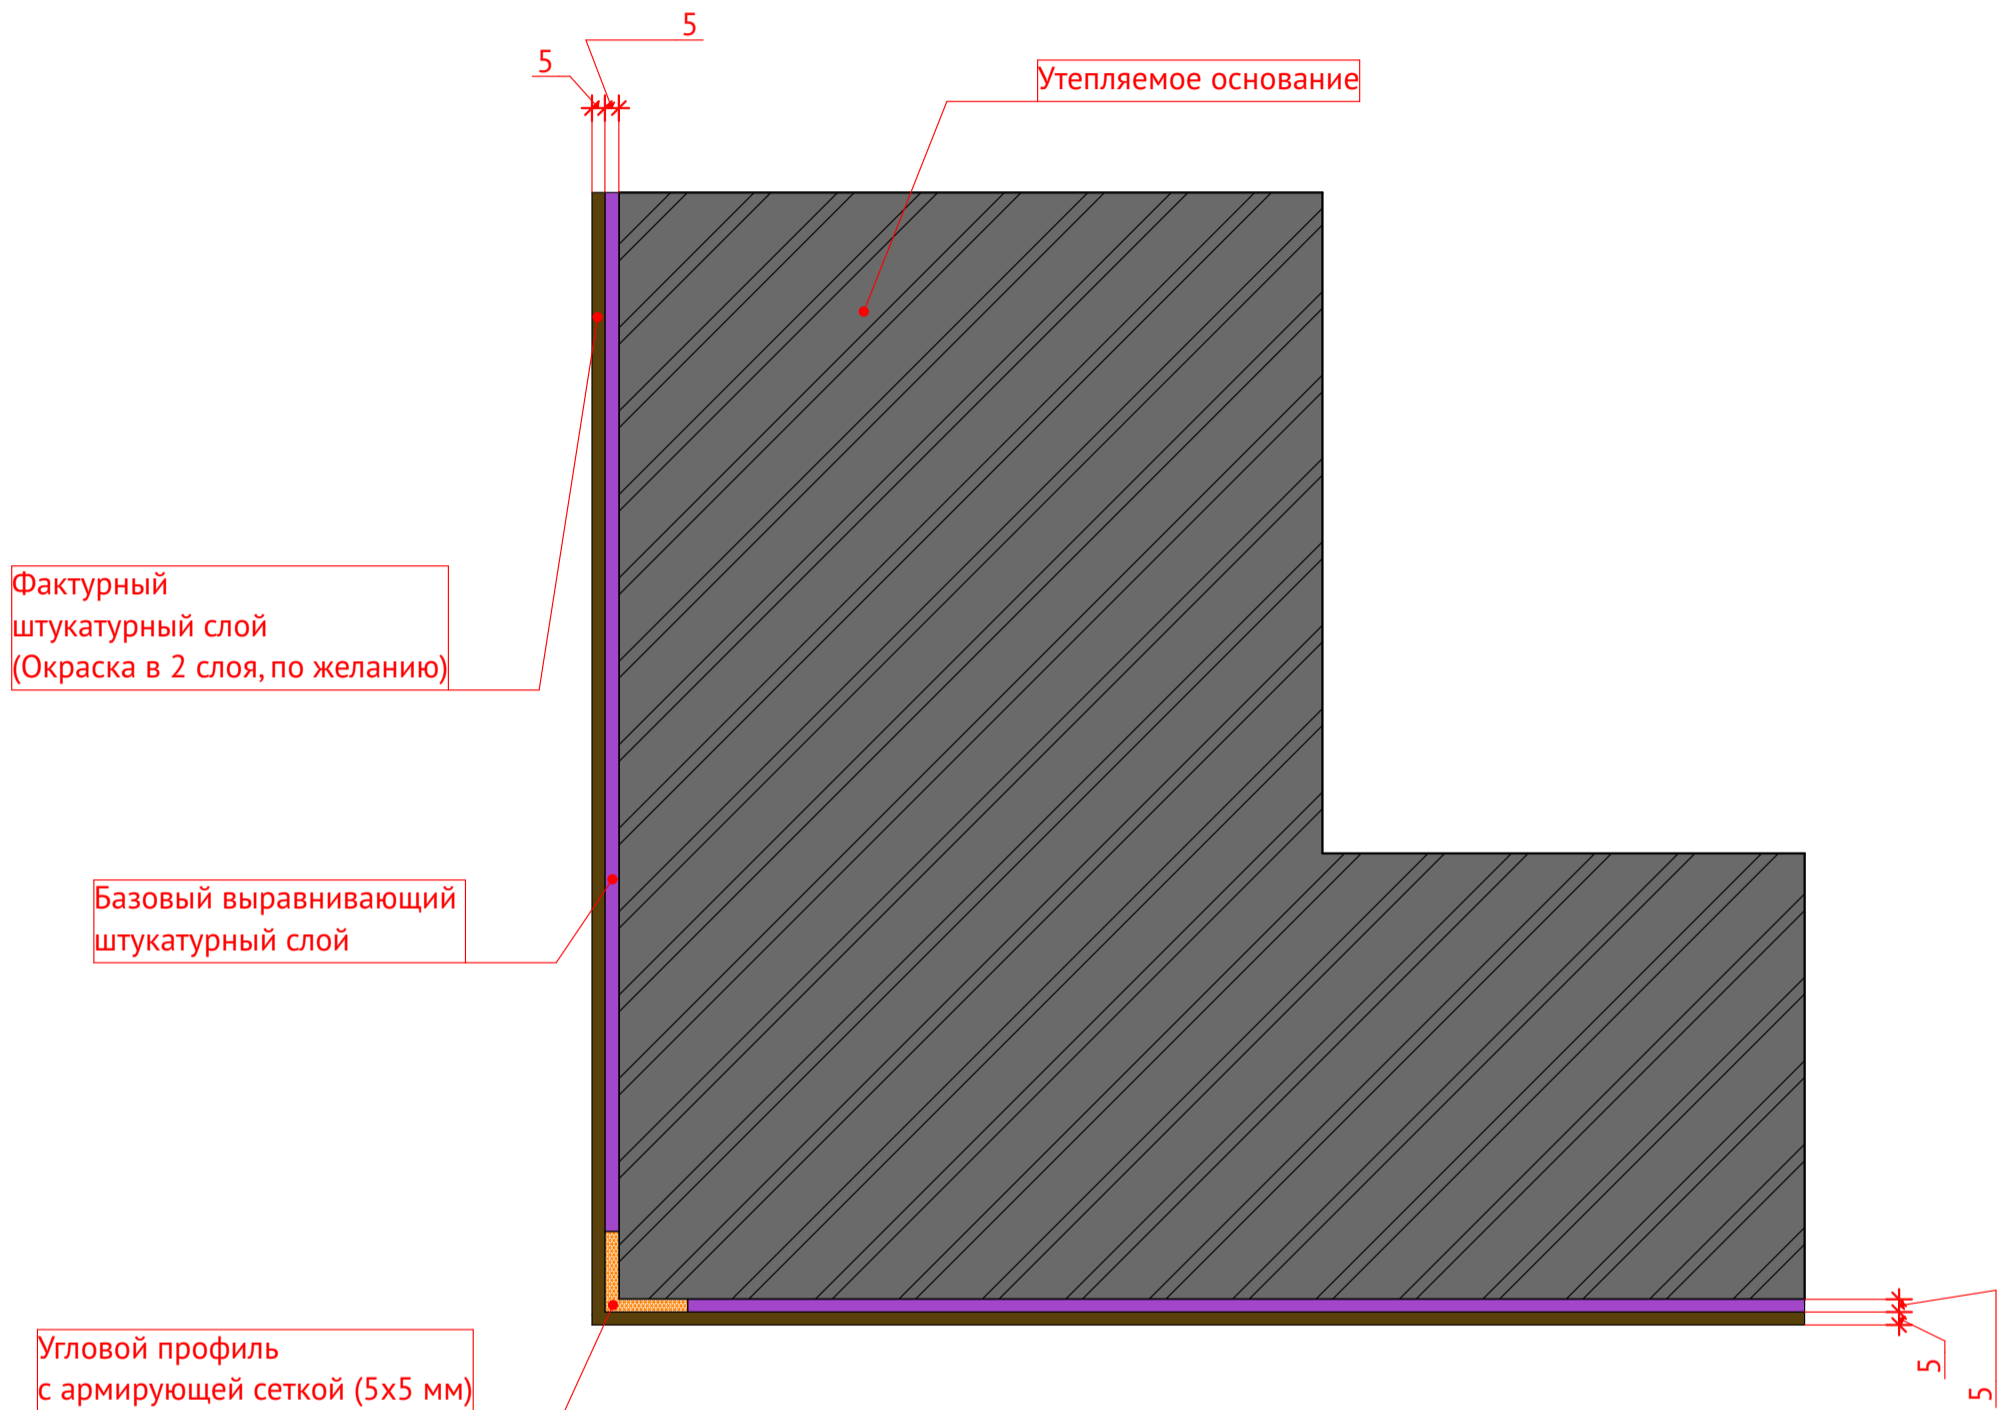 5
5
Утепляемое основание
Фактурный
штукатурный слой
(Окраска в 2 слоя, по желанию)
Базовый выравнивающий
штукатурный слой
Угловой профиль
с армирующей сеткой (5х5 мм)
5
5